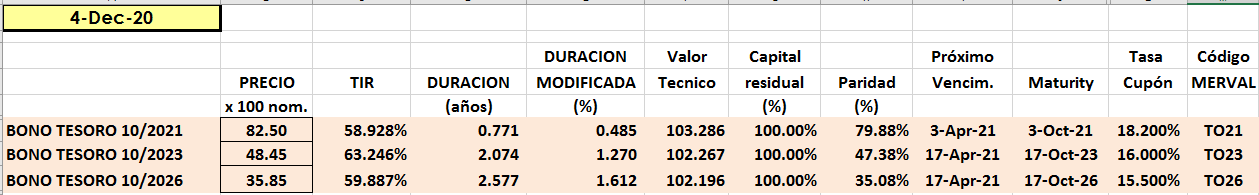 4-Dec-20
DURACION Valor Capital Próximo Tasa Código
PRECIO TIR DURACION MODIFICADA Tecnico residual Paridad Vencim. Maturity Cupón MERVAL
x 100 nom. (años) (%) (%) (%)
BONO TESORO 10/2021 82.50 58.928% 0.771 0.485 103.286 100.00% 79.88% 3-Apr-21 3-Oct-21 18.200% TO21
BONO TESORO 10/2023 48.45 63.246% 2.074 1.270 102.267 100.00% 47.38% 17-Apr-21 17-Oct-23 16.000% TO23
BONO TESORO 10/2026 35.85 59.887% 2.577 1.612 102.196 100.00% 35.08% 17-Apr-21 17-Oct-26 15.500% TO26